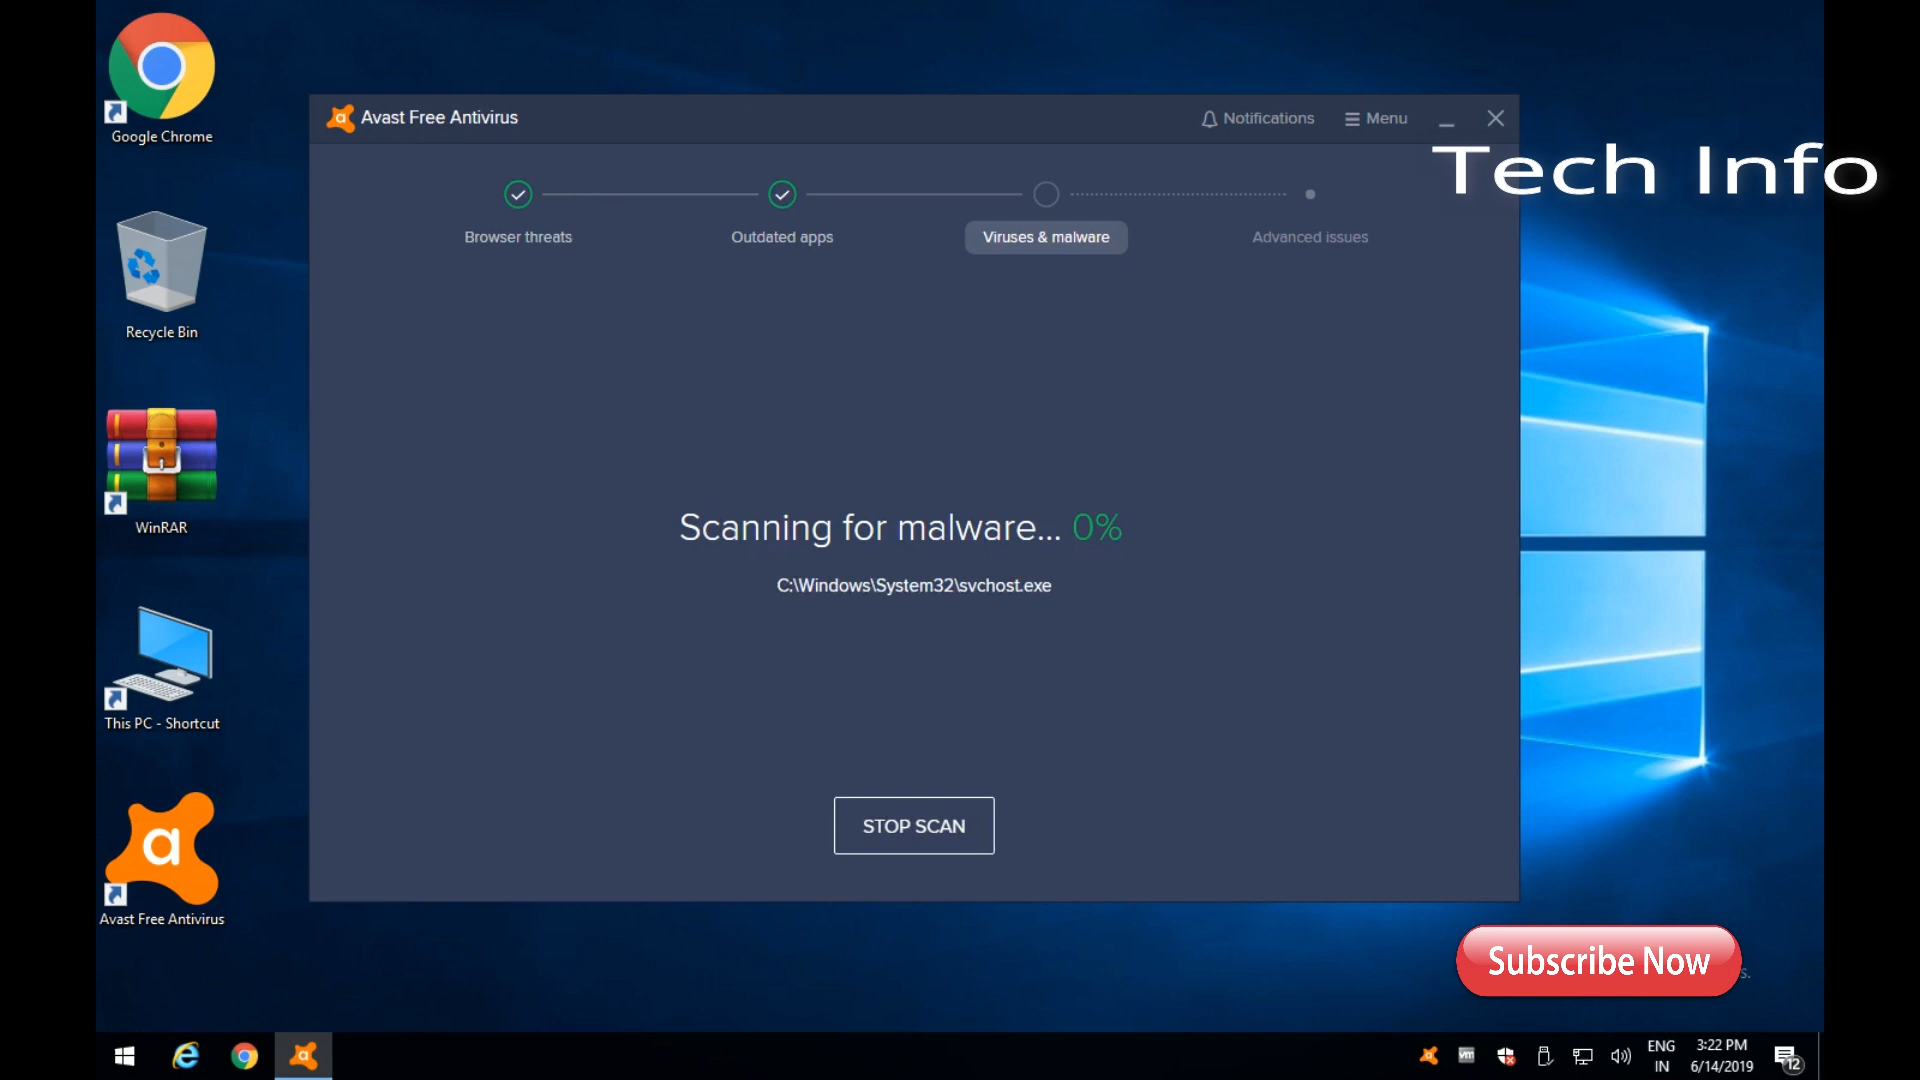 Google Chrome
Recycle Bin
WinRAR
This PC - Shortcut
a
Avast Free Antivirus
a Avast Free Antivirus
Notifications
Menu
Tech Info
Browser threats
Outdated apps
Viruses & malware
Advanced issues
Scanning for malware... 0%
C:\Windows\System32\svchost.exe
STOP SCAN
Subscribe Now
s.
vm
ENG
IN
3:22 PM
6/14/2019
12